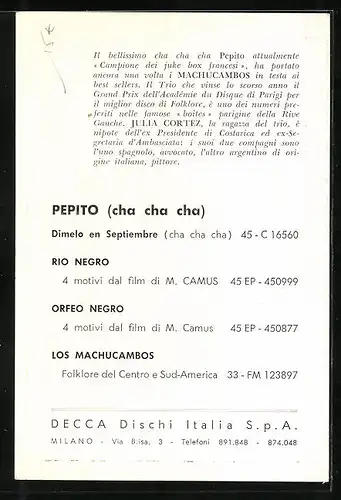 Il bellissimo cha cha cha Pepito attualmente
« Campione dei juke box francesi », ha portato
ancora una volta i MACHUCAMBOS in testa ai
best sellers. Il Trio che vinse lo scorso anno il
Grand Prix dell'Académie du Disque di Parigi per
il miglior disco di Folklore, è uno dei numeri pre-
feriti nelle famose « boîtes » parigine della Rive
Gauche. JULIA CORTEZ, la ragazza del trio, è
nipote dell'ex Presidente di Costarica ed ex-Se-
gretaria d'Ambasciata: i suoi due compagni sono
l'uno spagnolo, avvocato, l'altro argentino di ori-
gine italiana, pittore.
PEPITO (cha cha cha)
Dimelo en Septiembre (cha cha cha) 45 - C 16560
RIO NEGRO
4 motivi dal film di M. CAMUS 45 EP - 450999
ORFEO NEGRO
4 motivi dal film di M. Camus 45 EP - 450877
LOS MACHUCAMBOS
Folklore del Centro e Sud-America 33 - FM 123897
DECCA Dischi Italia S.p.A.
MILANO - Via Brisa, 3 - Telefoni 891.848 - 874.048